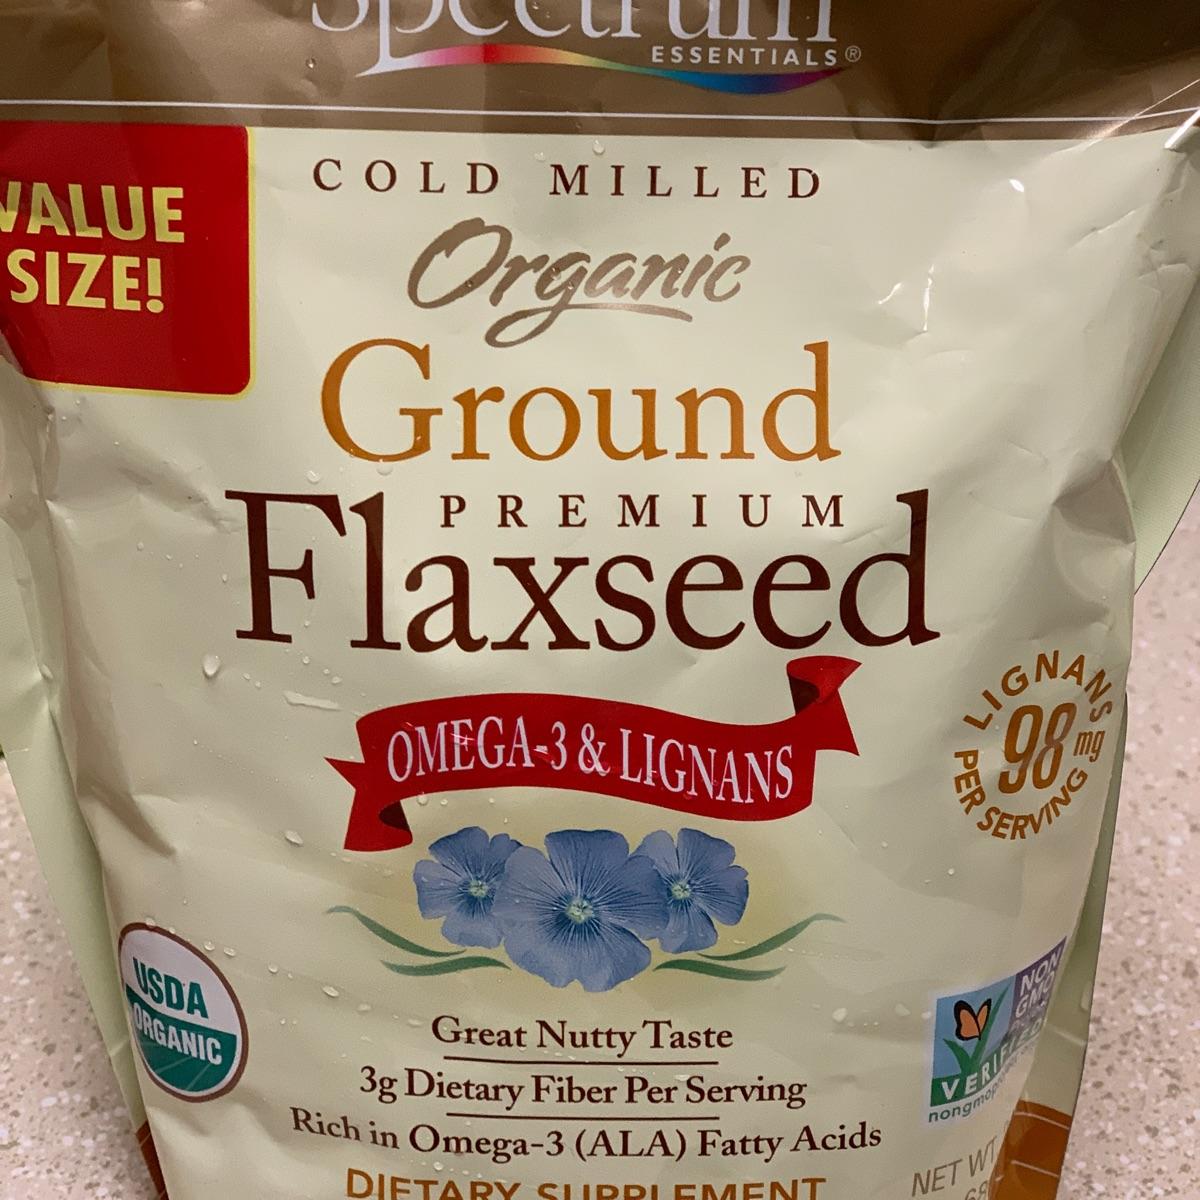 Spectrum
ESSENTIALS®
VALUE
SIZE!
COLD MILLED
Organic
Ground
PREMIUM
Flaxseed
OMEGA-3 & LIGNANS
LIGNANS
98 mg
PER SERVING
USDA
ORGANIC
NON
GMO
VERIFIED
Great Nutty Taste
3g Dietary Fiber Per Serving
Rich in Omega-3 (ALA) Fatty Acids
DIETARY SUPPLEMENT
NET WT